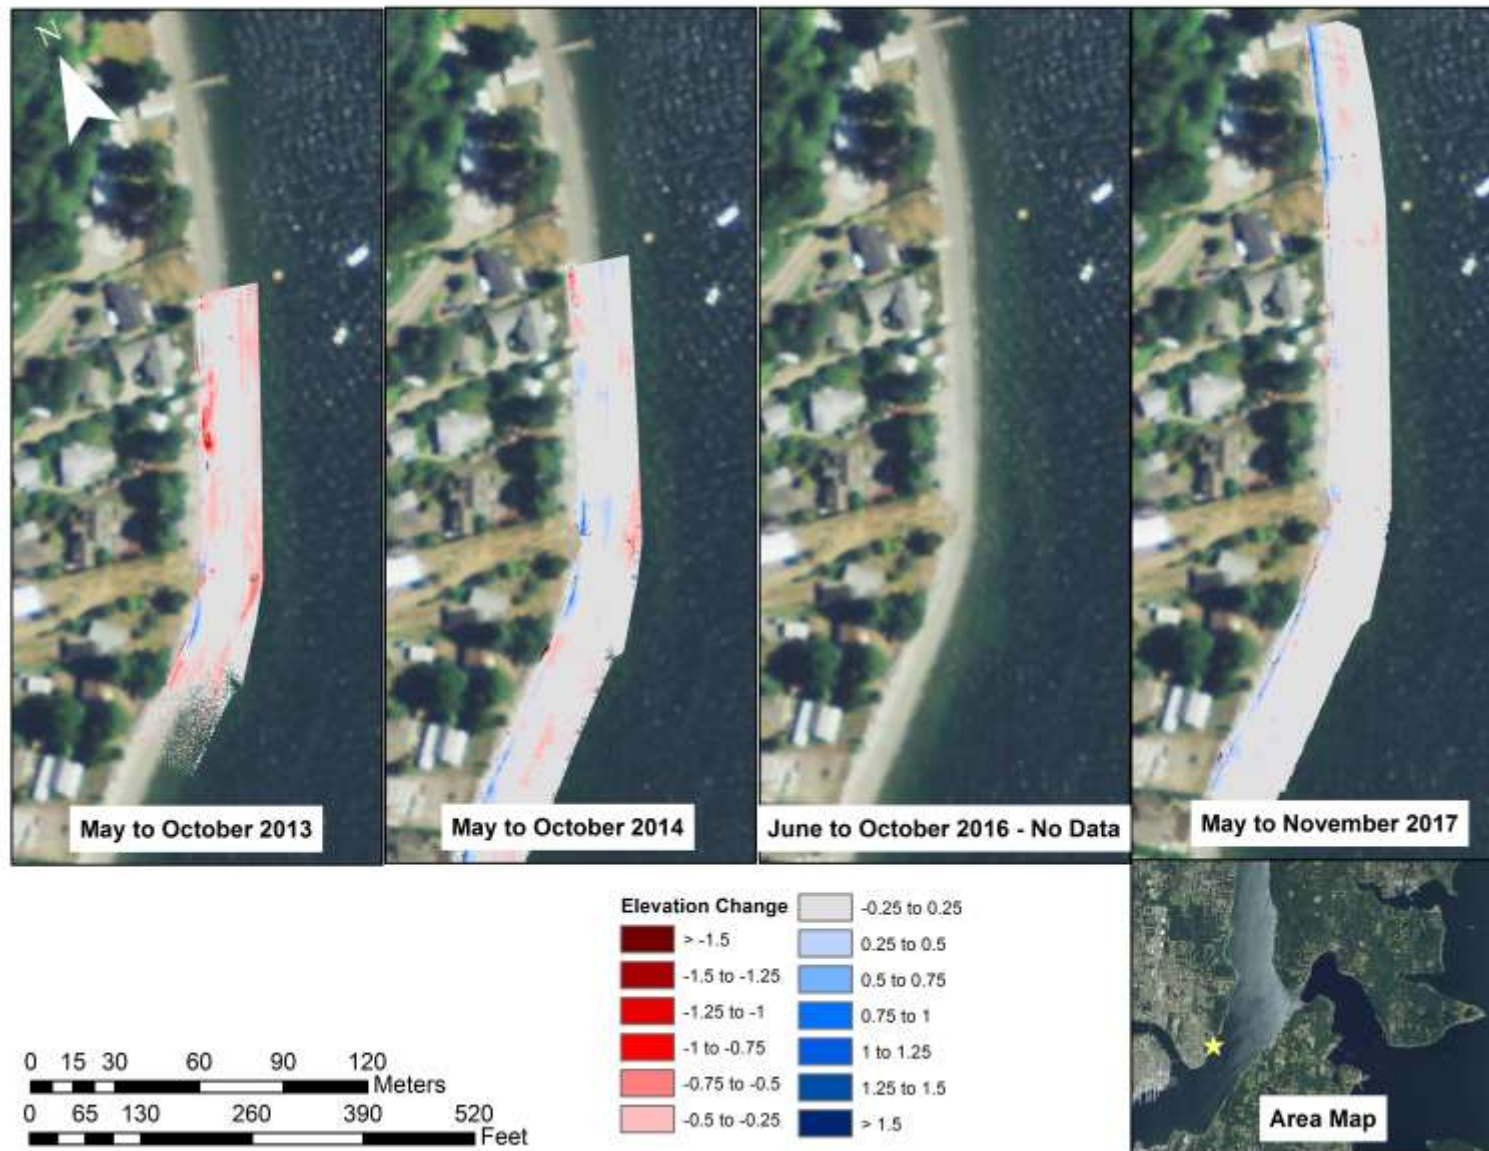 N
May to October 2013
May to October 2014
June to October 2016 - No Data
May to November 2017
Elevation Change
> -1.5
-1.5 to -1.25
-1.25 to -1
-1 to -0.75
-0.75 to -0.5
-0.5 to -0.25
-0.25 to 0.25
0.25 to 0.5
0.5 to 0.75
0.75 to 1
1 to 1.25
1.25 to 1.5
> 1.5
0 15 30 60 90 120
Meters
0 65 130 260 390 520
Feet
Area Map